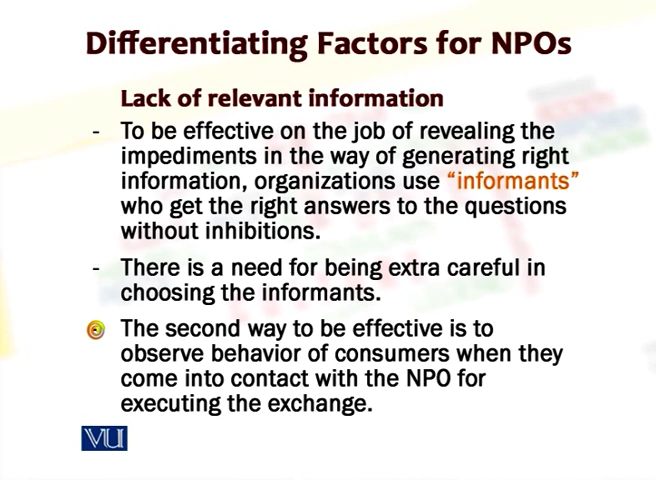 Differentiating Factors for NPOs
Lack of relevant information
- To be effective on the job of revealing the
impediments in the way of generating right
information, organizations use “informants”
who get the right answers to the questions
without inhibitions.
- There is a need for being extra careful in
choosing the informants.
The second way to be effective is to
observe behavior of consumers when they
come into contact with the NPO for
executing the exchange.
VU